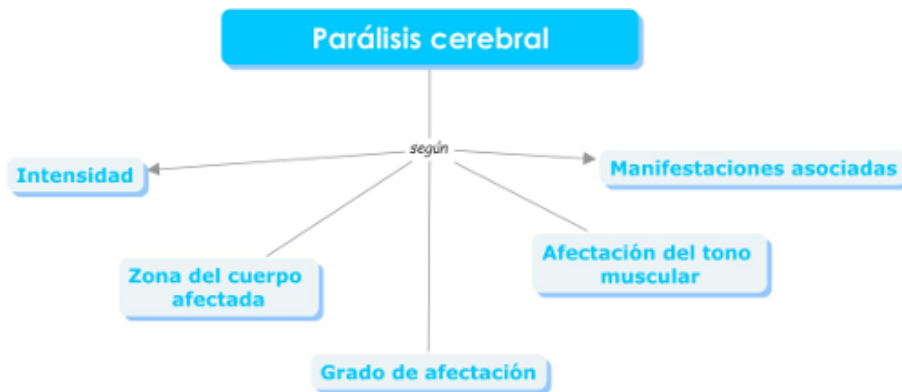 Parálisis cerebral
según
Intensidad
Manifestaciones asociadas
Zona del cuerpo
afectada
Afectación del tono
muscular
Grado de afectación